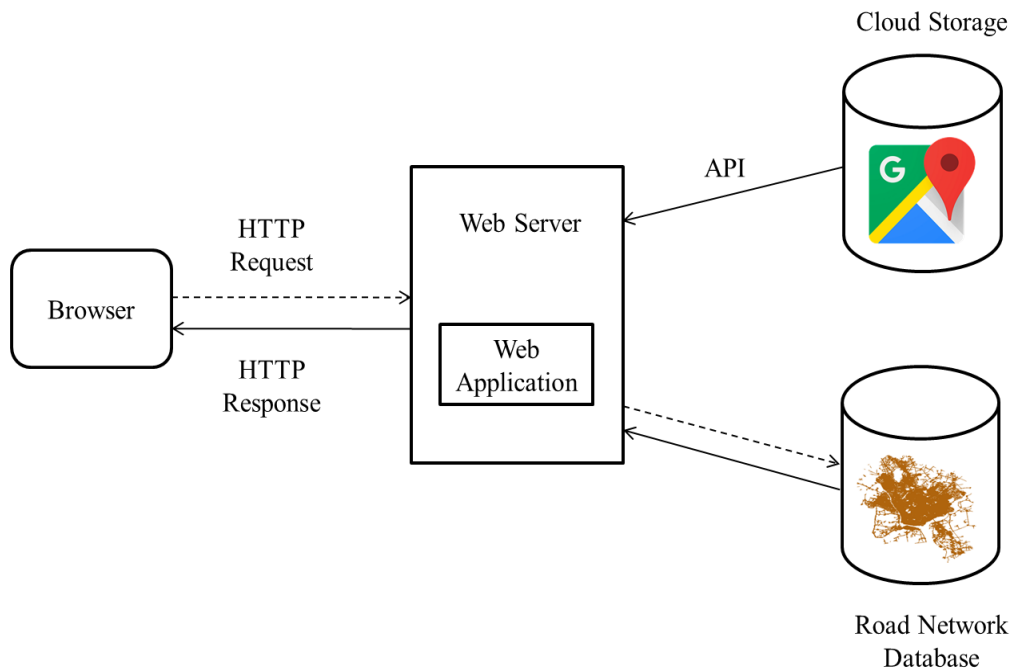 Cloud Storage
G
API
Web Server
HTTP
Request
Browser
Web
Application
HTTP
Response
Road Network
Database